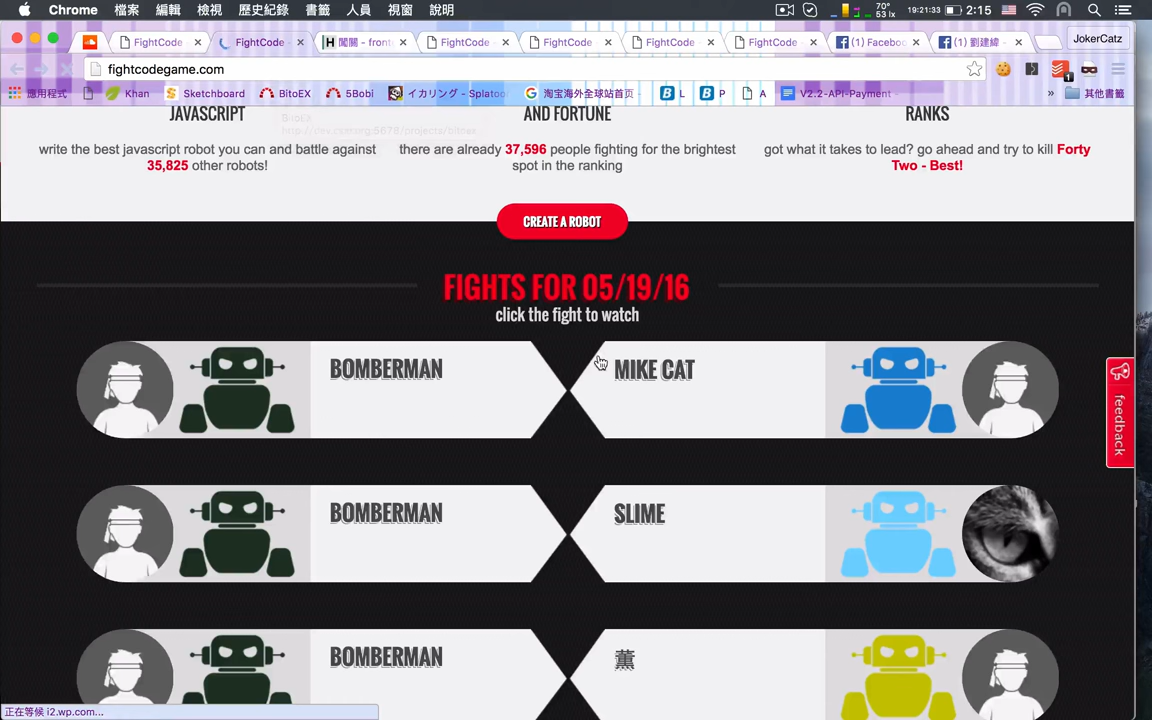 Chrome 檔案 編輯 檢視 歷史紀錄 書籤 人員 視窗 說明 70° 53 ix 19:21:33 2:15
FightCode FightCode - 闖關 - front FightCode FightCode FightCode FightCode (1) Facebo (1) 劉建緯 - JokerCatz
fightcodegame.com
應用程式 Khan Sketchboard BitoEX 5Bobi イカリング - Splatoo 淘宝海外全球站首页 L P A V2.2-API-Payment » 其他書籤
JAVASCRIPT AND FORTUNE RANKS
BitoEX
write the best javascript robot you can and battle against
35,825 other robots!
there are already 37,596 people fighting for the brightest
spot in the ranking
got what it takes to lead? go ahead and try to kill Forty
Two - Best!
CREATE A ROBOT
FIGHTS FOR 05/19/16
click the fight to watch
BOMBERMAN MIKE CAT
feedback
BOMBERMAN SLIME
BOMBERMAN 薫
正在等候 i2.wp.com...